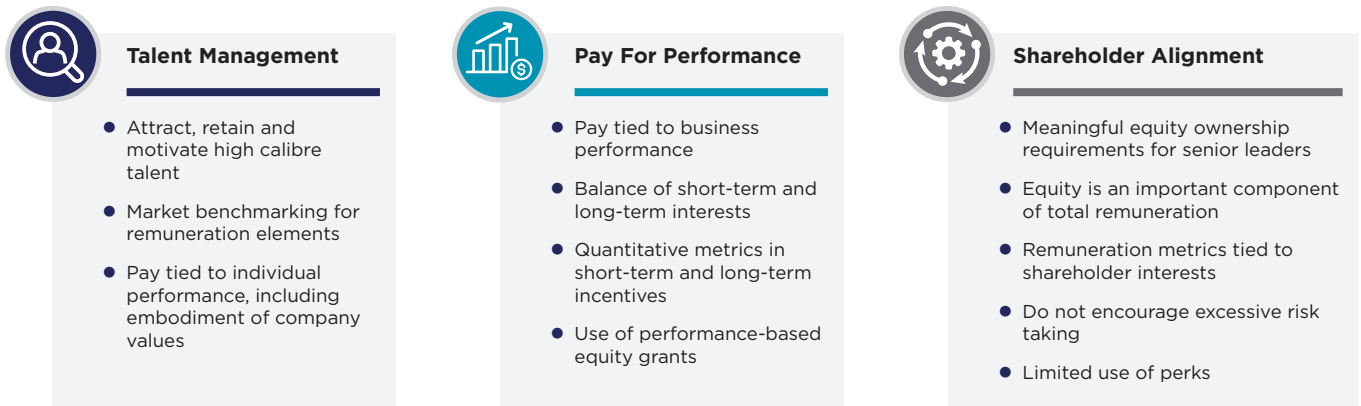 Talent Management
Attract, retain and
motivate high calibre
talent
Market benchmarking for
remuneration elements
Pay tied to individual
performance, including
embodiment of company
values
Pay For Performance
Pay tied to business
performance
Balance of short-term and
long-term interests
Quantitative metrics in
short-term and long-term
incentives
Use of performance-based
equity grants
Shareholder Alignment
Meaningful equity ownership
requirements for senior leaders
Equity is an important component
of total remuneration
Remuneration metrics tied to
shareholder interests
Do not encourage excessive risk
taking
Limited use of perks